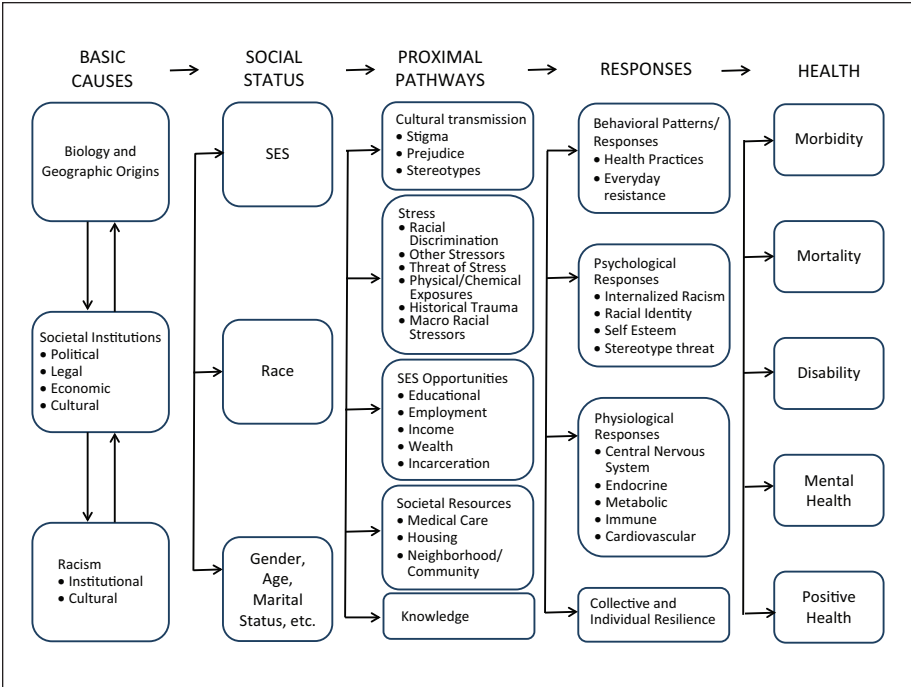 BASIC
CAUSES
SOCIAL
STATUS
PROXIMAL
PATHWAYS
RESPONSES
HEALTH
Biology and
Geographic Origins
Societal Institutions
• Political
• Legal
• Economic
• Cultural
Racism
• Institutional
• Cultural
SES
Race
Gender,
Age,
Marital
Status, etc.
Cultural transmission
• Stigma
• Prejudice
• Stereotypes
Stress
• Racial
Discrimination
• Other Stressors
• Threat of Stress
• Physical/Chemical
Exposures
• Historical Trauma
• Macro Racial
Stressors
SES Opportunities
• Educational
• Employment
• Income
• Wealth
• Incarceration
Societal Resources
• Medical Care
• Housing
• Neighborhood/
Community
Knowledge
Behavioral Patterns/
Responses
• Health Practices
• Everyday
resistance
Psychological
Responses
• Internalized Racism
• Racial Identity
• Self Esteem
• Stereotype threat
Physiological
Responses
• Central Nervous
System
• Endocrine
• Metabolic
• Immune
• Cardiovascular
Collective and
Individual Resilience
Morbidity
Mortality
Disability
Mental
Health
Positive
Health